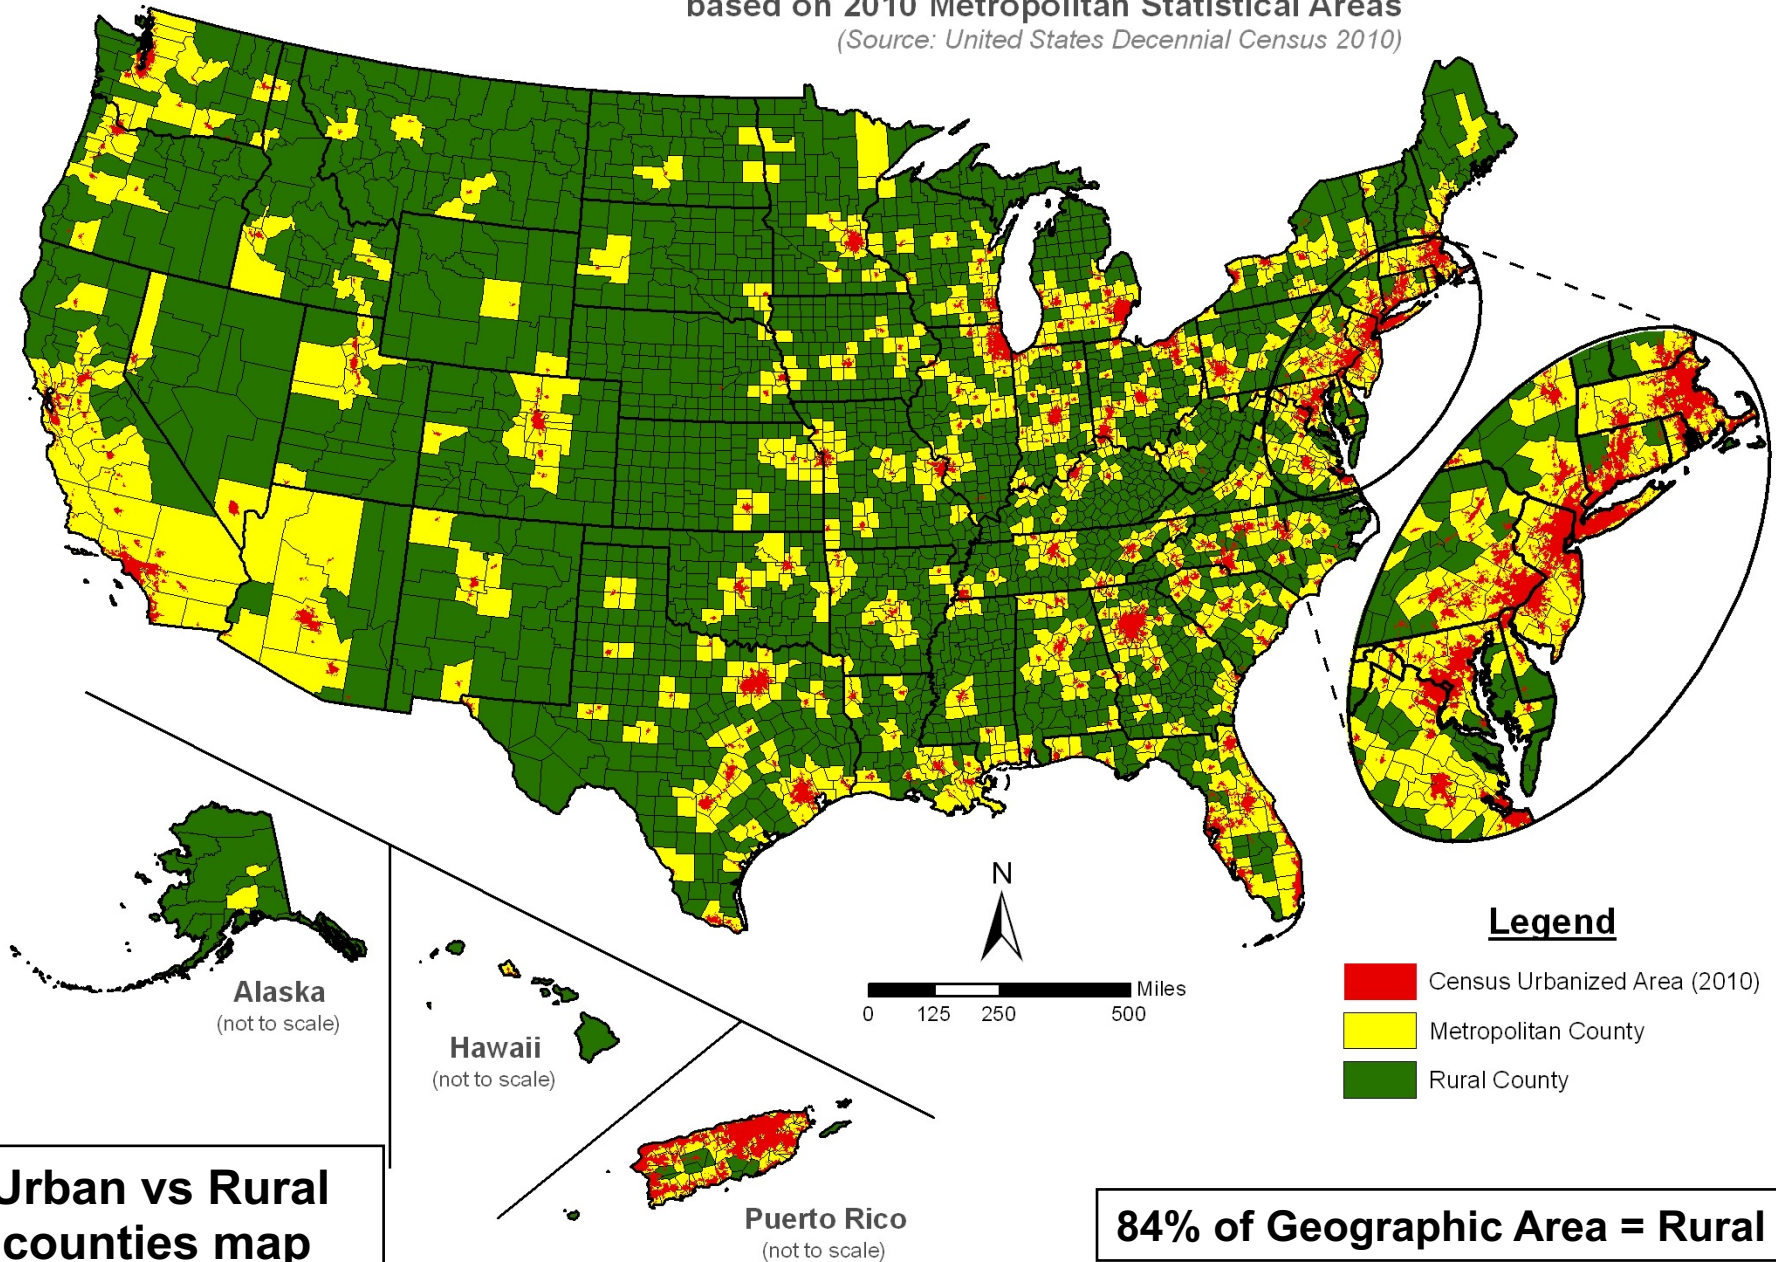 based on 2010 Metropolitan Statistical Areas
(Source: United States Decennial Census 2010)
N
Miles
0 125 250 500
Legend
Census Urbanized Area (2010)
Metropolitan County
Rural County
Alaska
(not to scale)
Hawaii
(not to scale)
Puerto Rico
(not to scale)
Urban vs Rural
counties map
84% of Geographic Area = Rural